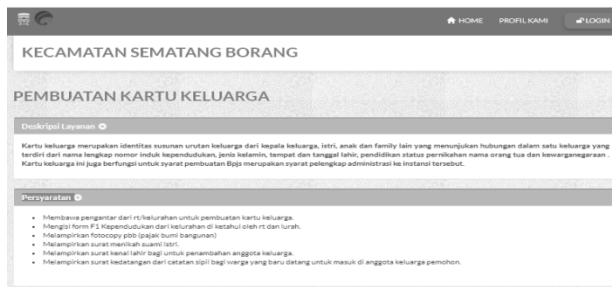 HOME PROFIL KAMI LOGIN
KECAMATAN SEMATANG BORANG
PEMBUATAN KARTU KELUARGA
Deskripsi Layanan
Kartu keluarga merupakan identitas susunan urutan keluarga dari kepala keluarga, istri, anak dan family lain yang menunjukan hubungan dalam satu keluarga yang
terdiri dari nama lengkap nomor induk kependudukan, jenis kelamin, tempat dan tanggal lahir, pendidikan status pernikahan nama orang tua dan kewarganegaraan .
Kartu keluarga ini juga berfungsi untuk syarat pembuatan Bpjs merupakan syarat pelengkap administrasi ke instansi tersebut.
Persyaratan
Membawa pengantar dari rt/kelurahan untuk pembuatan kartu keluarga.
Mengisi form F1 Kependudukan dari kelurahan di ketahui oleh rt dan lurah.
Melampirkan fotocopy pbb (pajak bumi bangunan)
Melampirkan surat menikah suami istri.
Melampirkan surat kenal lahir bagi untuk penambahan anggota keluarga.
Melampirkan surat kedatangan dari catatan sipil bagi warga yang baru datang untuk masuk di anggota keluarga pemohon.